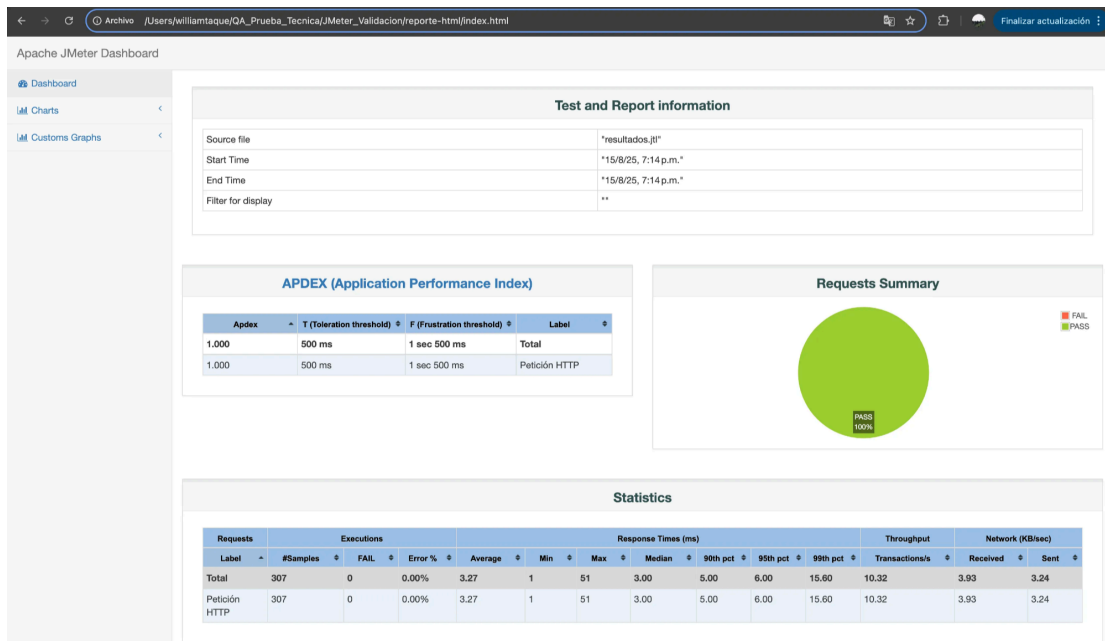 Archivo /Users/williamtaque/QA_Prueba_Tecnica/JMeter_Validacion/reporte-html/index.html
Finalizar actualización
Apache JMeter Dashboard
Dashboard
Charts
Customs Graphs
Test and Report information
Source file "resultados.jtl"
Start Time "15/8/25, 7:14 p.m."
End Time "15/8/25, 7:14 p.m."
Filter for display ""
APDEX (Application Performance Index)
Apdex T (Toleration threshold) F (Frustration threshold) Label
1.000 500 ms 1 sec 500 ms Total
1.000 500 ms 1 sec 500 ms Petición HTTP
Requests Summary
FAIL
PASS
PASS
100%
Statistics
Requests Executions Response Times (ms) Throughput Network (KB/sec)
Label #Samples FAIL Error % Average Min Max Median 90th pct 95th pct 99th pct Transactions/s Received Sent
Total 307 0 0.00% 3.27 1 51 3.00 5.00 6.00 15.60 10.32 3.93 3.24
Petición 307 0 0.00% 3.27 1 51 3.00 5.00 6.00 15.60 10.32 3.93 3.24
HTTP